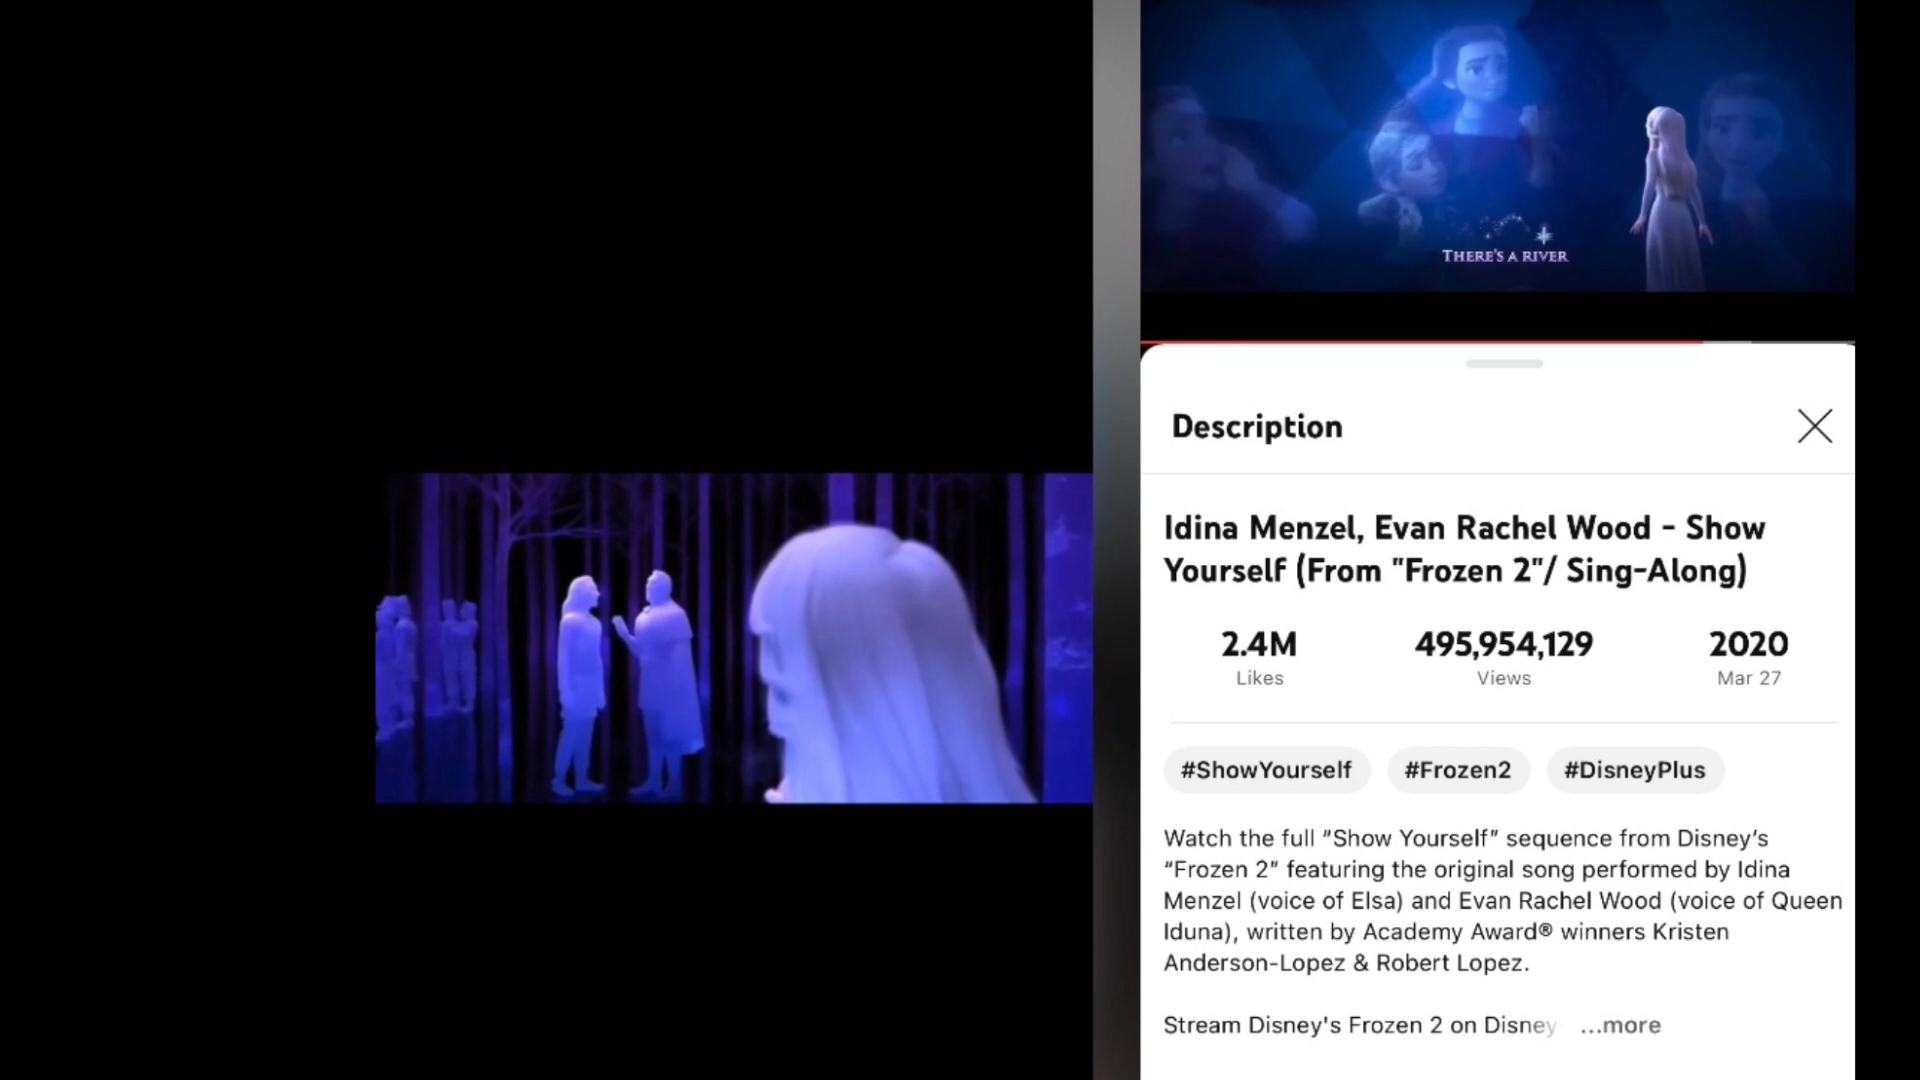 THERE'S A RIVER
Description
Idina Menzel, Evan Rachel Wood - Show
Yourself (From "Frozen 2"/ Sing-Along)
2.4M 495,954,129 2020
Likes Views Mar 27
#ShowYourself #Frozen2 #DisneyPlus
Watch the full “Show Yourself” sequence from Disney’s
“Frozen 2” featuring the original song performed by Idina
Menzel (voice of Elsa) and Evan Rachel Wood (voice of Queen
Iduna), written by Academy Award® winners Kristen
Anderson-Lopez & Robert Lopez.
Stream Disney's Frozen 2 on Disney ...more